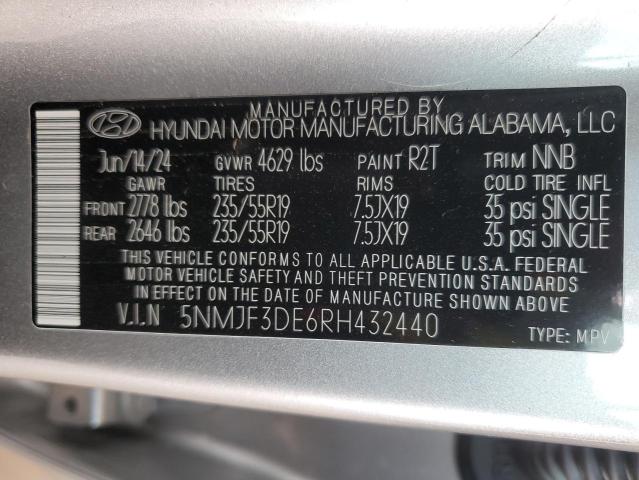 MANUFACTURED BY
HYUNDAI MOTOR MANUFACTURING ALABAMA, LLC
Jun/14/24 GVWR 4629 lbs PAINT R2T TRIM NNB
GAWR TIRES RIMS COLD TIRE INFL
FRONT 2778 lbs 235/55R19 7.5JX19 35 psi SINGLE
REAR 2646 lbs 235/55R19 7.5JX19 35 psi SINGLE
THIS VEHICLE CONFORMS TO ALL APPLICABLE U.S.A. FEDERAL
MOTOR VEHICLE SAFETY AND THEFT PREVENTION STANDARDS
IN EFFECT ON THE DATE OF MANUFACTURE SHOWN ABOVE.
V.I.N 5NMJF3DE6RH432440
TYPE: MPV